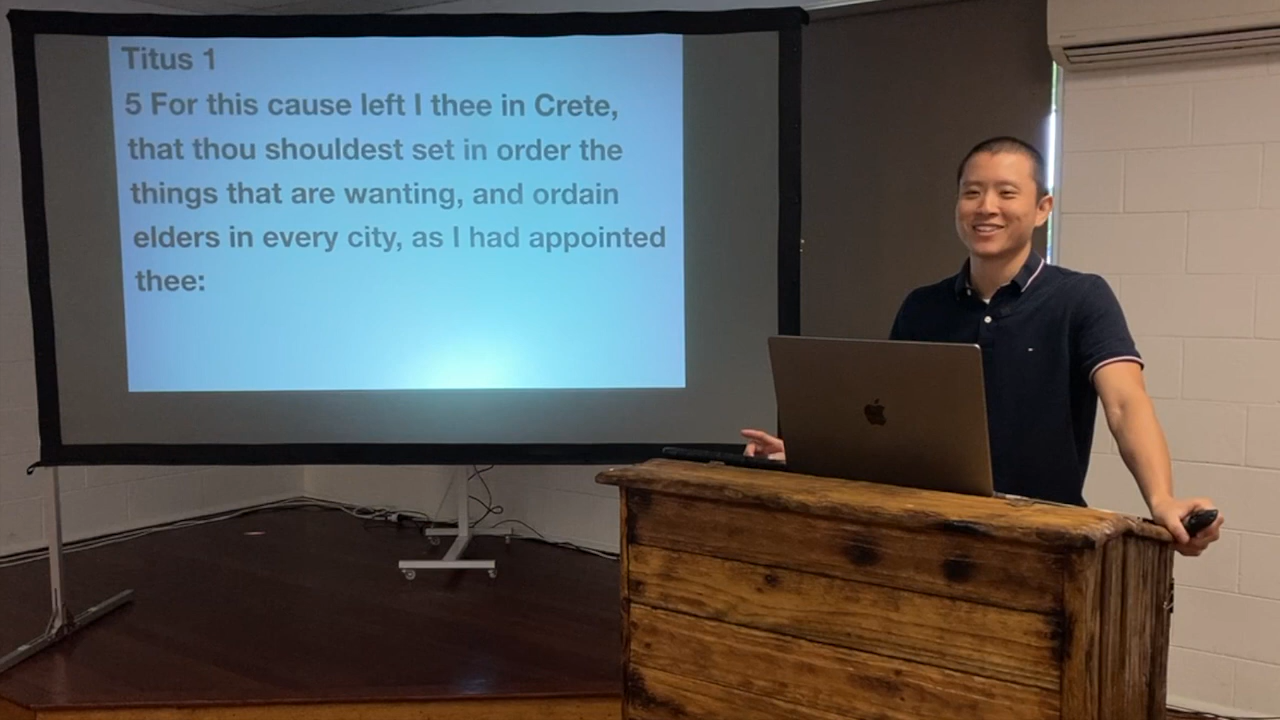 Titus 1
5 For this cause left I thee in Crete,
that thou shouldest set in order the
things that are wanting, and ordain
elders in every city, as I had appointed
thee: